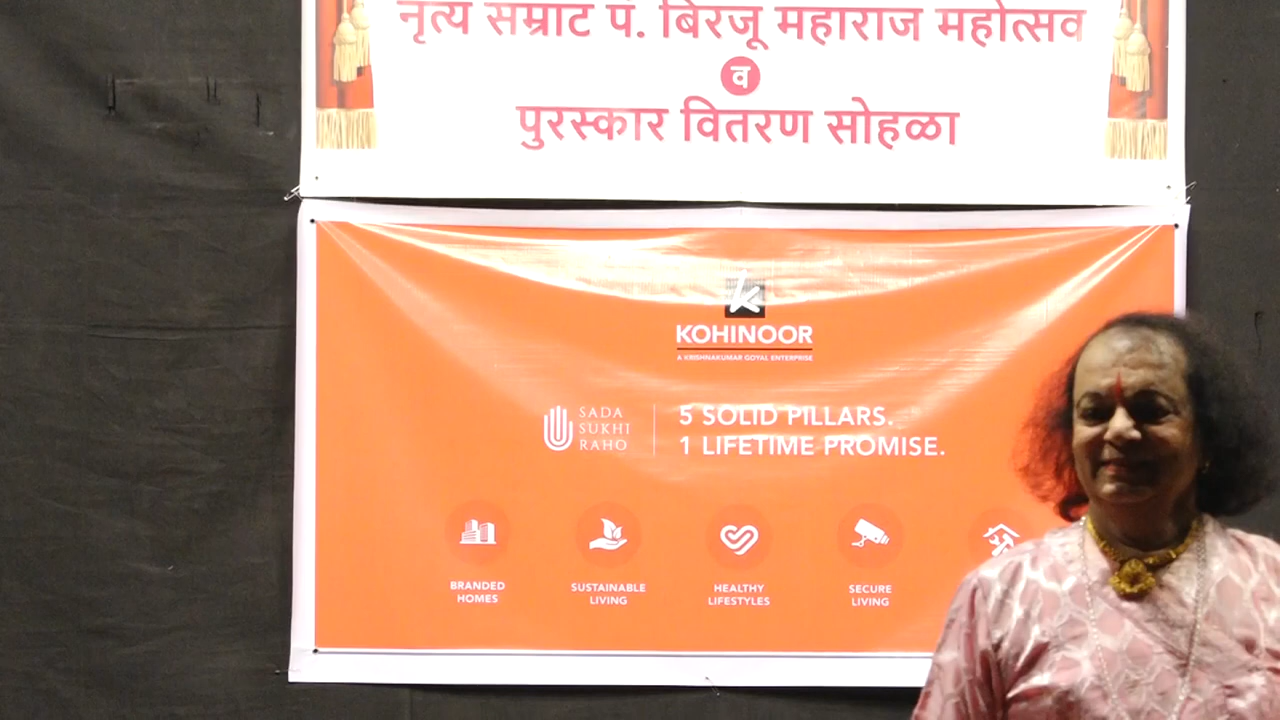 नृत्य सम्राट पं. बिरजू महाराज महोत्सव
व
पुरस्कार वितरण सोहळा
k
KOHINOOR
A KRISHNAKUMAR GOYAL ENTERPRISE
SADA
SUKHI
RAHO
5 SOLID PILLARS.
1 LIFETIME PROMISE.
BRANDED
HOMES
SUSTAINABLE
LIVING
HEALTHY
LIFESTYLES
SECURE
LIVING